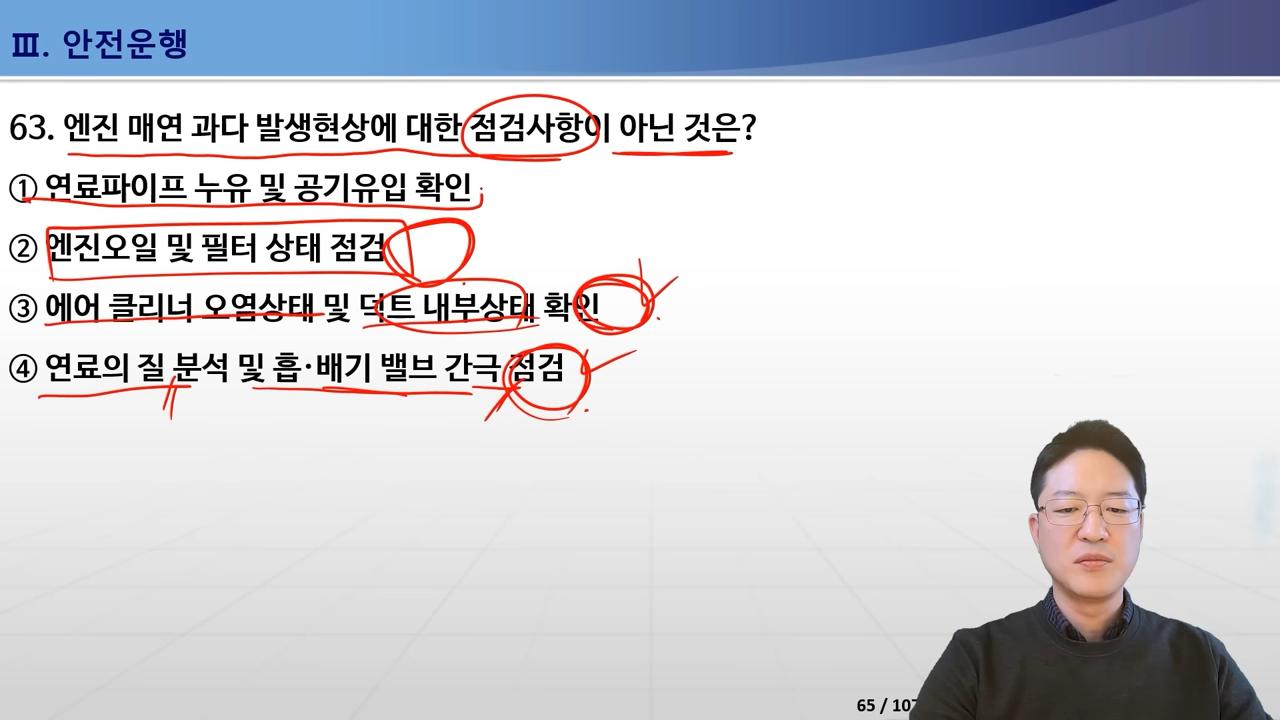 Ⅲ. 안전운행
63. 엔진 매연 과다 발생현상에 대한 점검사항이 아닌 것은?
① 연료파이프 누유 및 공기유입 확인
② 엔진오일 및 필터 상태 점검
③ 에어 클리너 오염상태 및 덕트 내부상태 확인
④ 연료의 질 분석 및 흡·배기 밸브 간극 점검
65 / 107